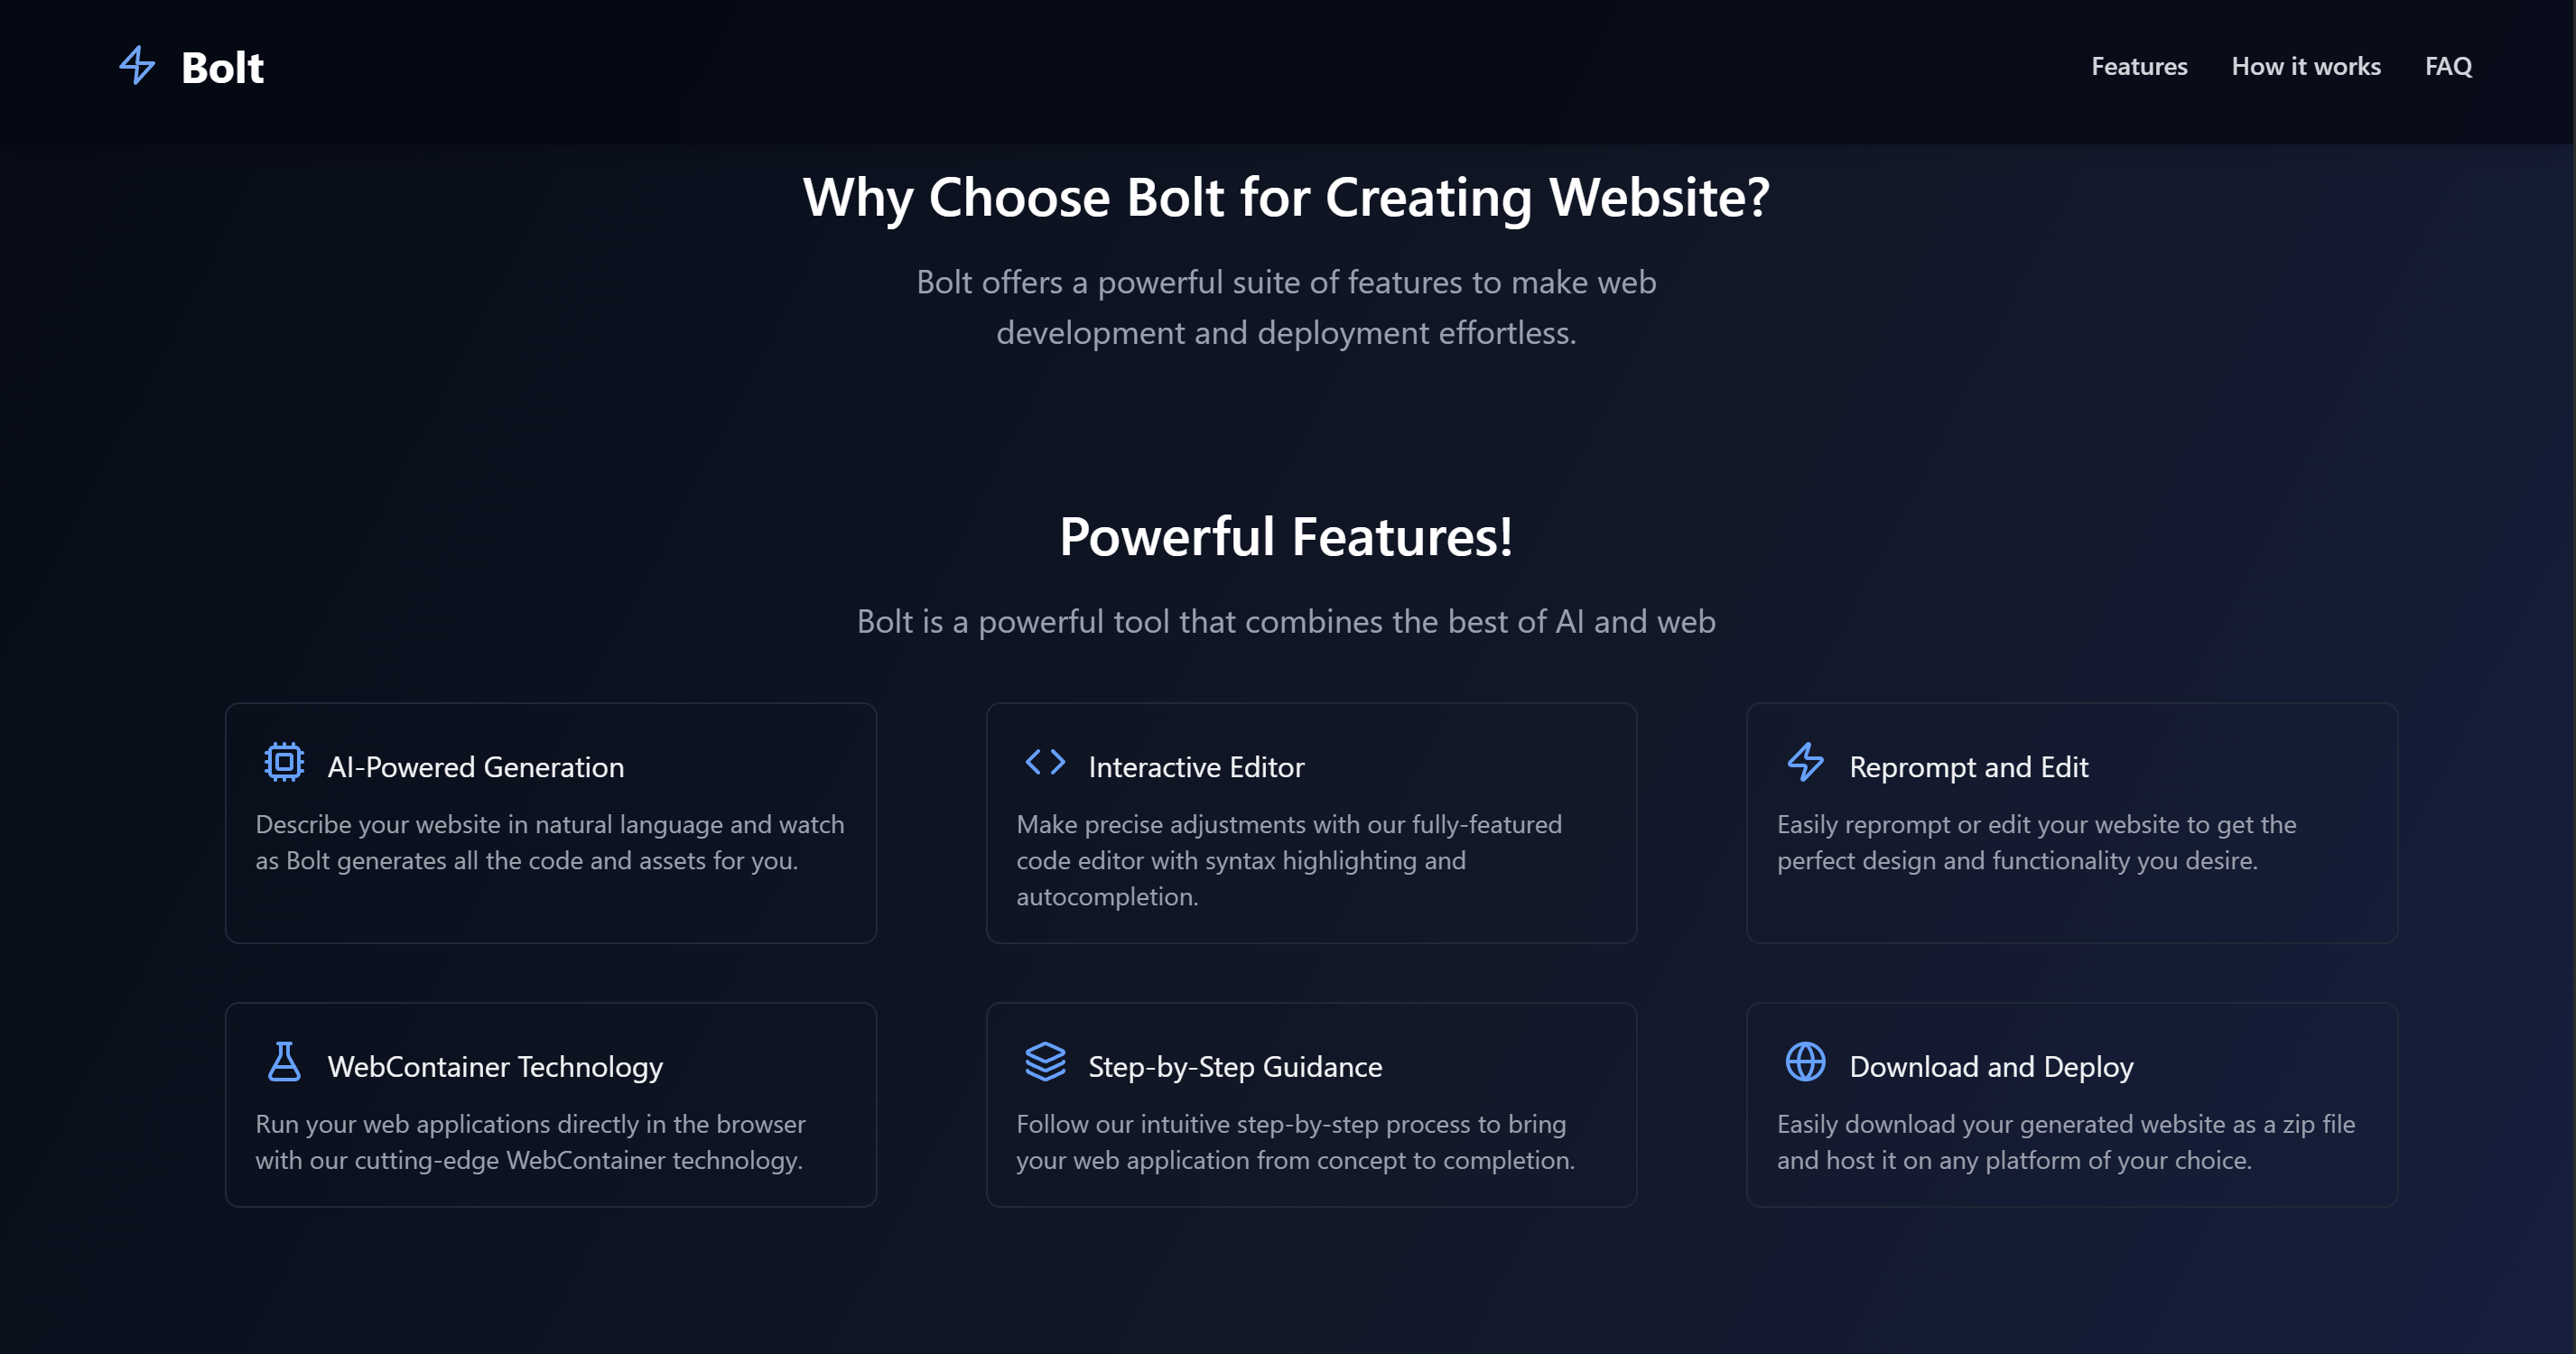 Bolt
Features
How it works
FAQ
Why Choose Bolt for Creating Website?
Bolt offers a powerful suite of features to make web
development and deployment effortless.
Powerful Features!
Bolt is a powerful tool that combines the best of AI and web
AI-Powered Generation
Describe your website in natural language and watch
as Bolt generates all the code and assets for you.
Interactive Editor
Make precise adjustments with our fully-featured
code editor with syntax highlighting and
autocompletion.
Reprompt and Edit
Easily reprompt or edit your website to get the
perfect design and functionality you desire.
WebContainer Technology
Run your web applications directly in the browser
with our cutting-edge WebContainer technology.
Step-by-Step Guidance
Follow our intuitive step-by-step process to bring
your web application from concept to completion.
Download and Deploy
Easily download your generated website as a zip file
and host it on any platform of your choice.